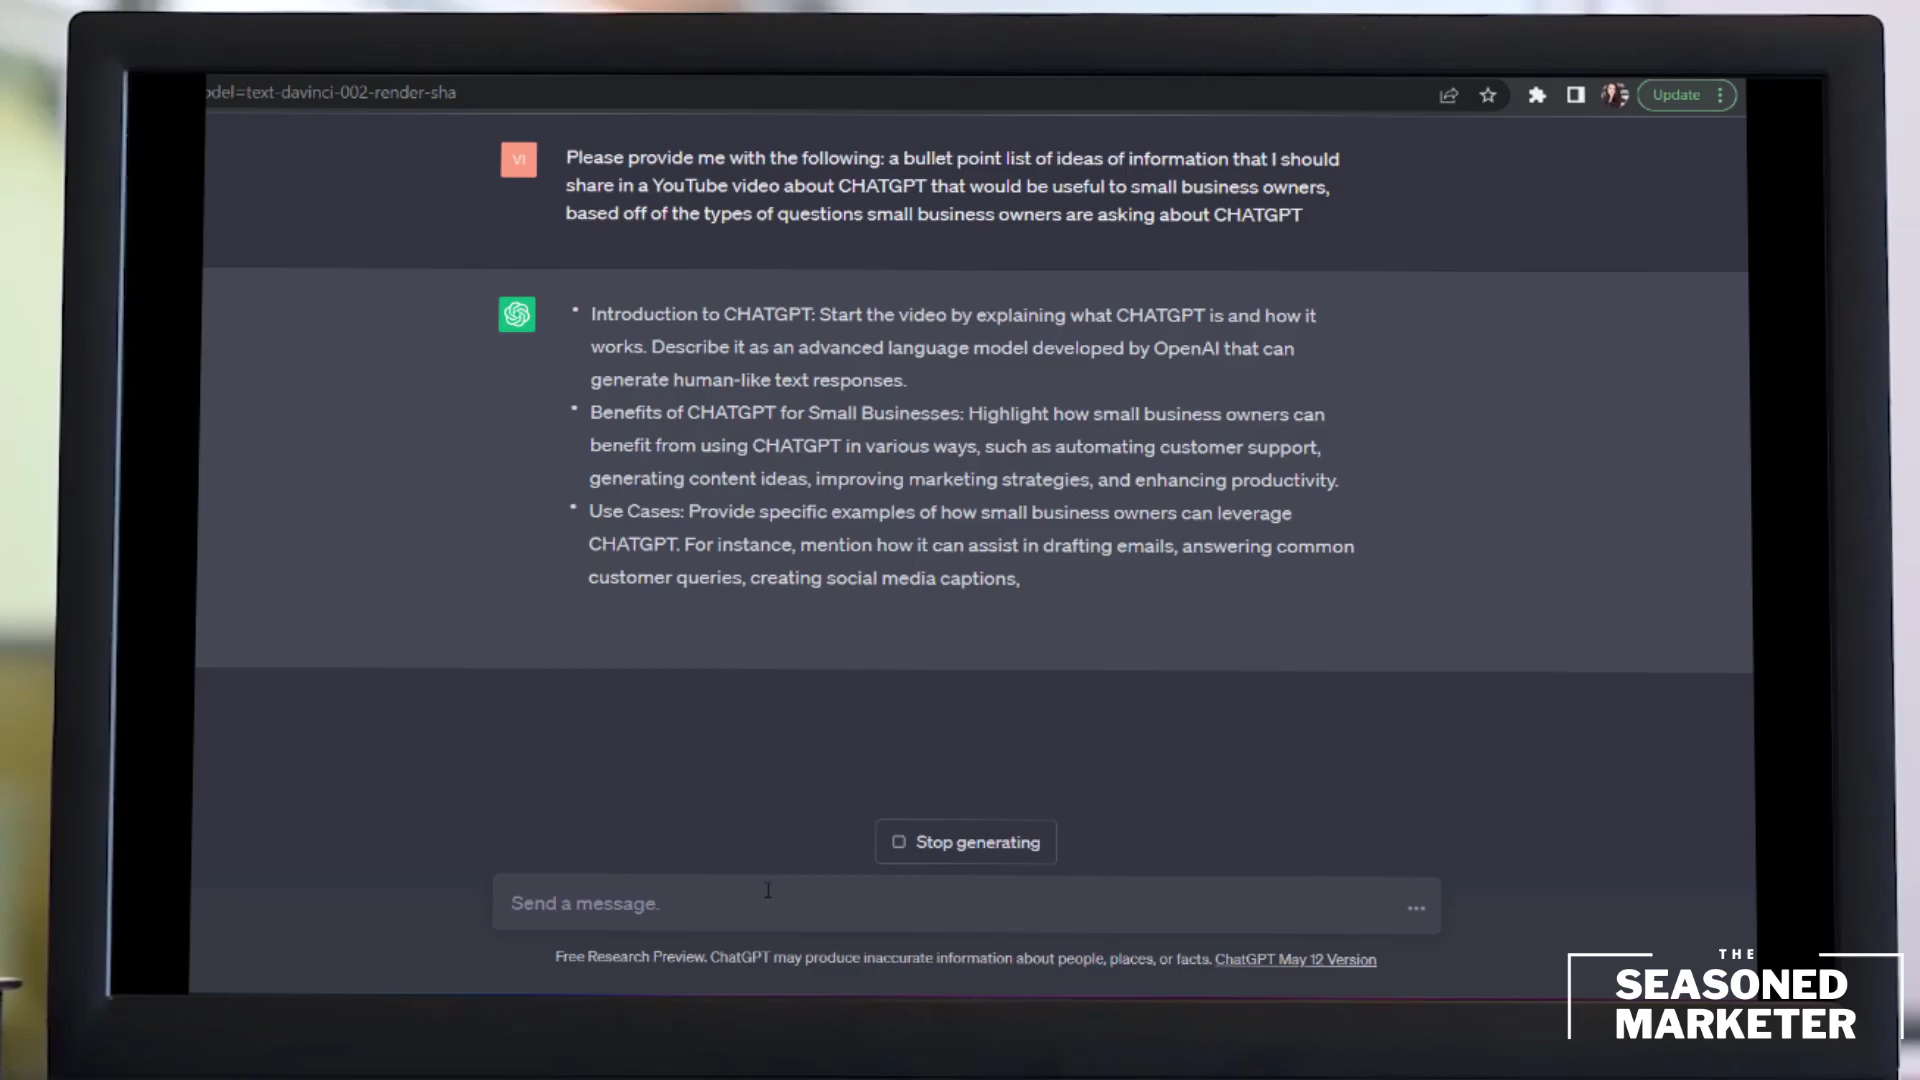 odel=text-davinci-002-render-sha
Update
VI
Please provide me with the following: a bullet point list of ideas of information that I should
share in a YouTube video about CHATGPT that would be useful to small business owners,
based off of the types of questions small business owners are asking about CHATGPT
• Introduction to CHATGPT: Start the video by explaining what CHATGPT is and how it
works. Describe it as an advanced language model developed by OpenAI that can
generate human-like text responses.
• Benefits of CHATGPT for Small Businesses: Highlight how small business owners can
benefit from using CHATGPT in various ways, such as automating customer support,
generating content ideas, improving marketing strategies, and enhancing productivity.
• Use Cases: Provide specific examples of how small business owners can leverage
CHATGPT. For instance, mention how it can assist in drafting emails, answering common
customer queries, creating social media captions,
Stop generating
Send a message.
Free Research Preview. ChatGPT may produce inaccurate information about people, places, or facts. ChatGPT May 12 Version
THE
SEASONED
MARKETER